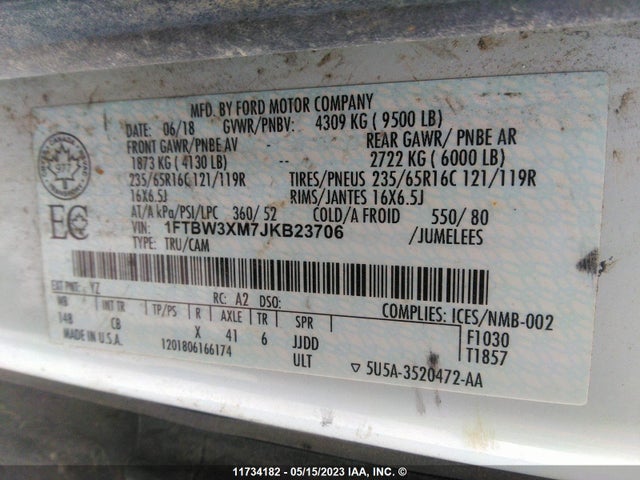 MFD. BY FORD MOTOR COMPANY
DATE: 06/18 GVWR/PNBV: 4309 KG ( 9500 LB)
FRONT GAWR/PNBE AV REAR GAWR/ PNBE AR
1873 KG ( 4130 LB) -- 2722 KG ( 6000 LB)
235/65R16C 121/119R TIRES/PNEUS 235/65R16C 121/119R
16X6.5J RIMS/JANTES 16X6.5J
AT/A kPa/PSI/LPC 360/ 52 COLD/A FROID 550/ 80
VIN: 1FTBW3XM7JKB23706 /JUMELEES
TYPE: TRU/CAM
EXT PNT: YZ RC: A2 DSO: COMPLIES: ICES/NMB-002
WB INT TR TP/PS R AXLE TR SPR F1030
148 CB X 41 6 JJDD T1857
MADE IN U.S.A. 1201806166174 ULT 5U5A-3520472-AA
EC
11734182 - 05/15/2023 IAA, INC. ©